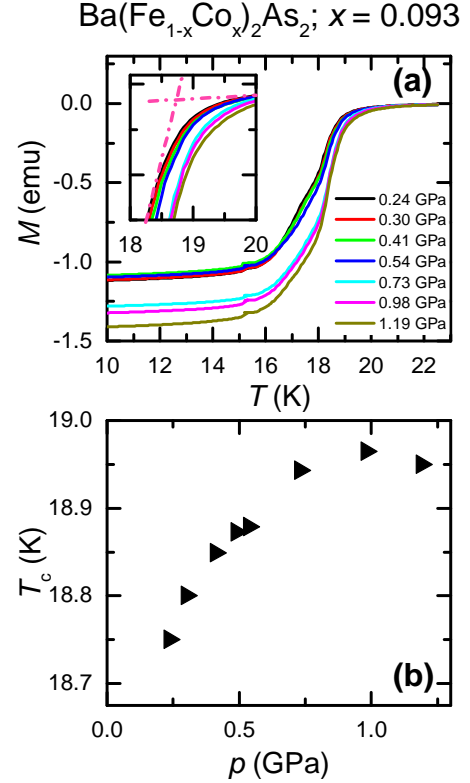 Ba(Fe₁₋ₓCoₓ)₂As₂; x = 0.093
(a)
0.0
-0.5
-1.0
-1.5
M (emu)
18 19 20
0.24 GPa
0.30 GPa
0.41 GPa
0.54 GPa
0.73 GPa
0.98 GPa
1.19 GPa
10 12 14 16 18 20 22
T (K)
19.0
18.9
18.8
18.7
T_c (K)
(b)
0.0 0.5 1.0
p (GPa)